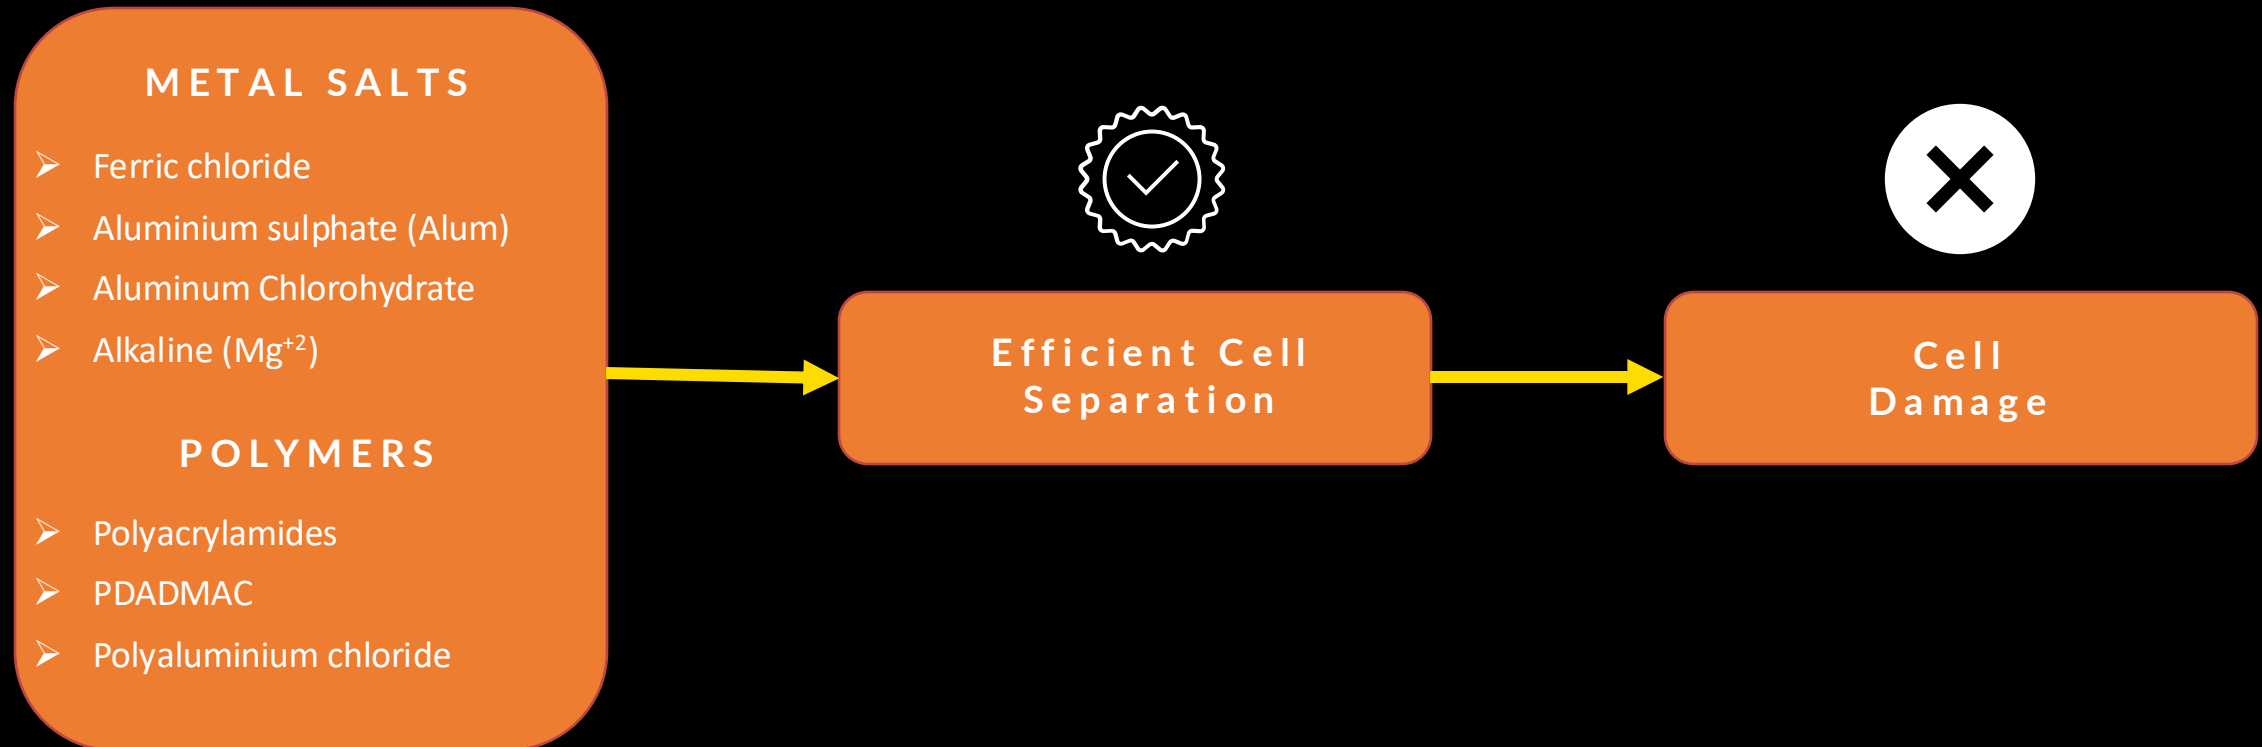 METAL SALTS
Ferric chloride
Aluminium sulphate (Alum)
Aluminum Chlorohydrate
Alkaline (Mg⁺²)
POLYMERS
Polyacrylamides
PDADMAC
Polyaluminium chloride
Efficient Cell
Separation
Cell
Damage